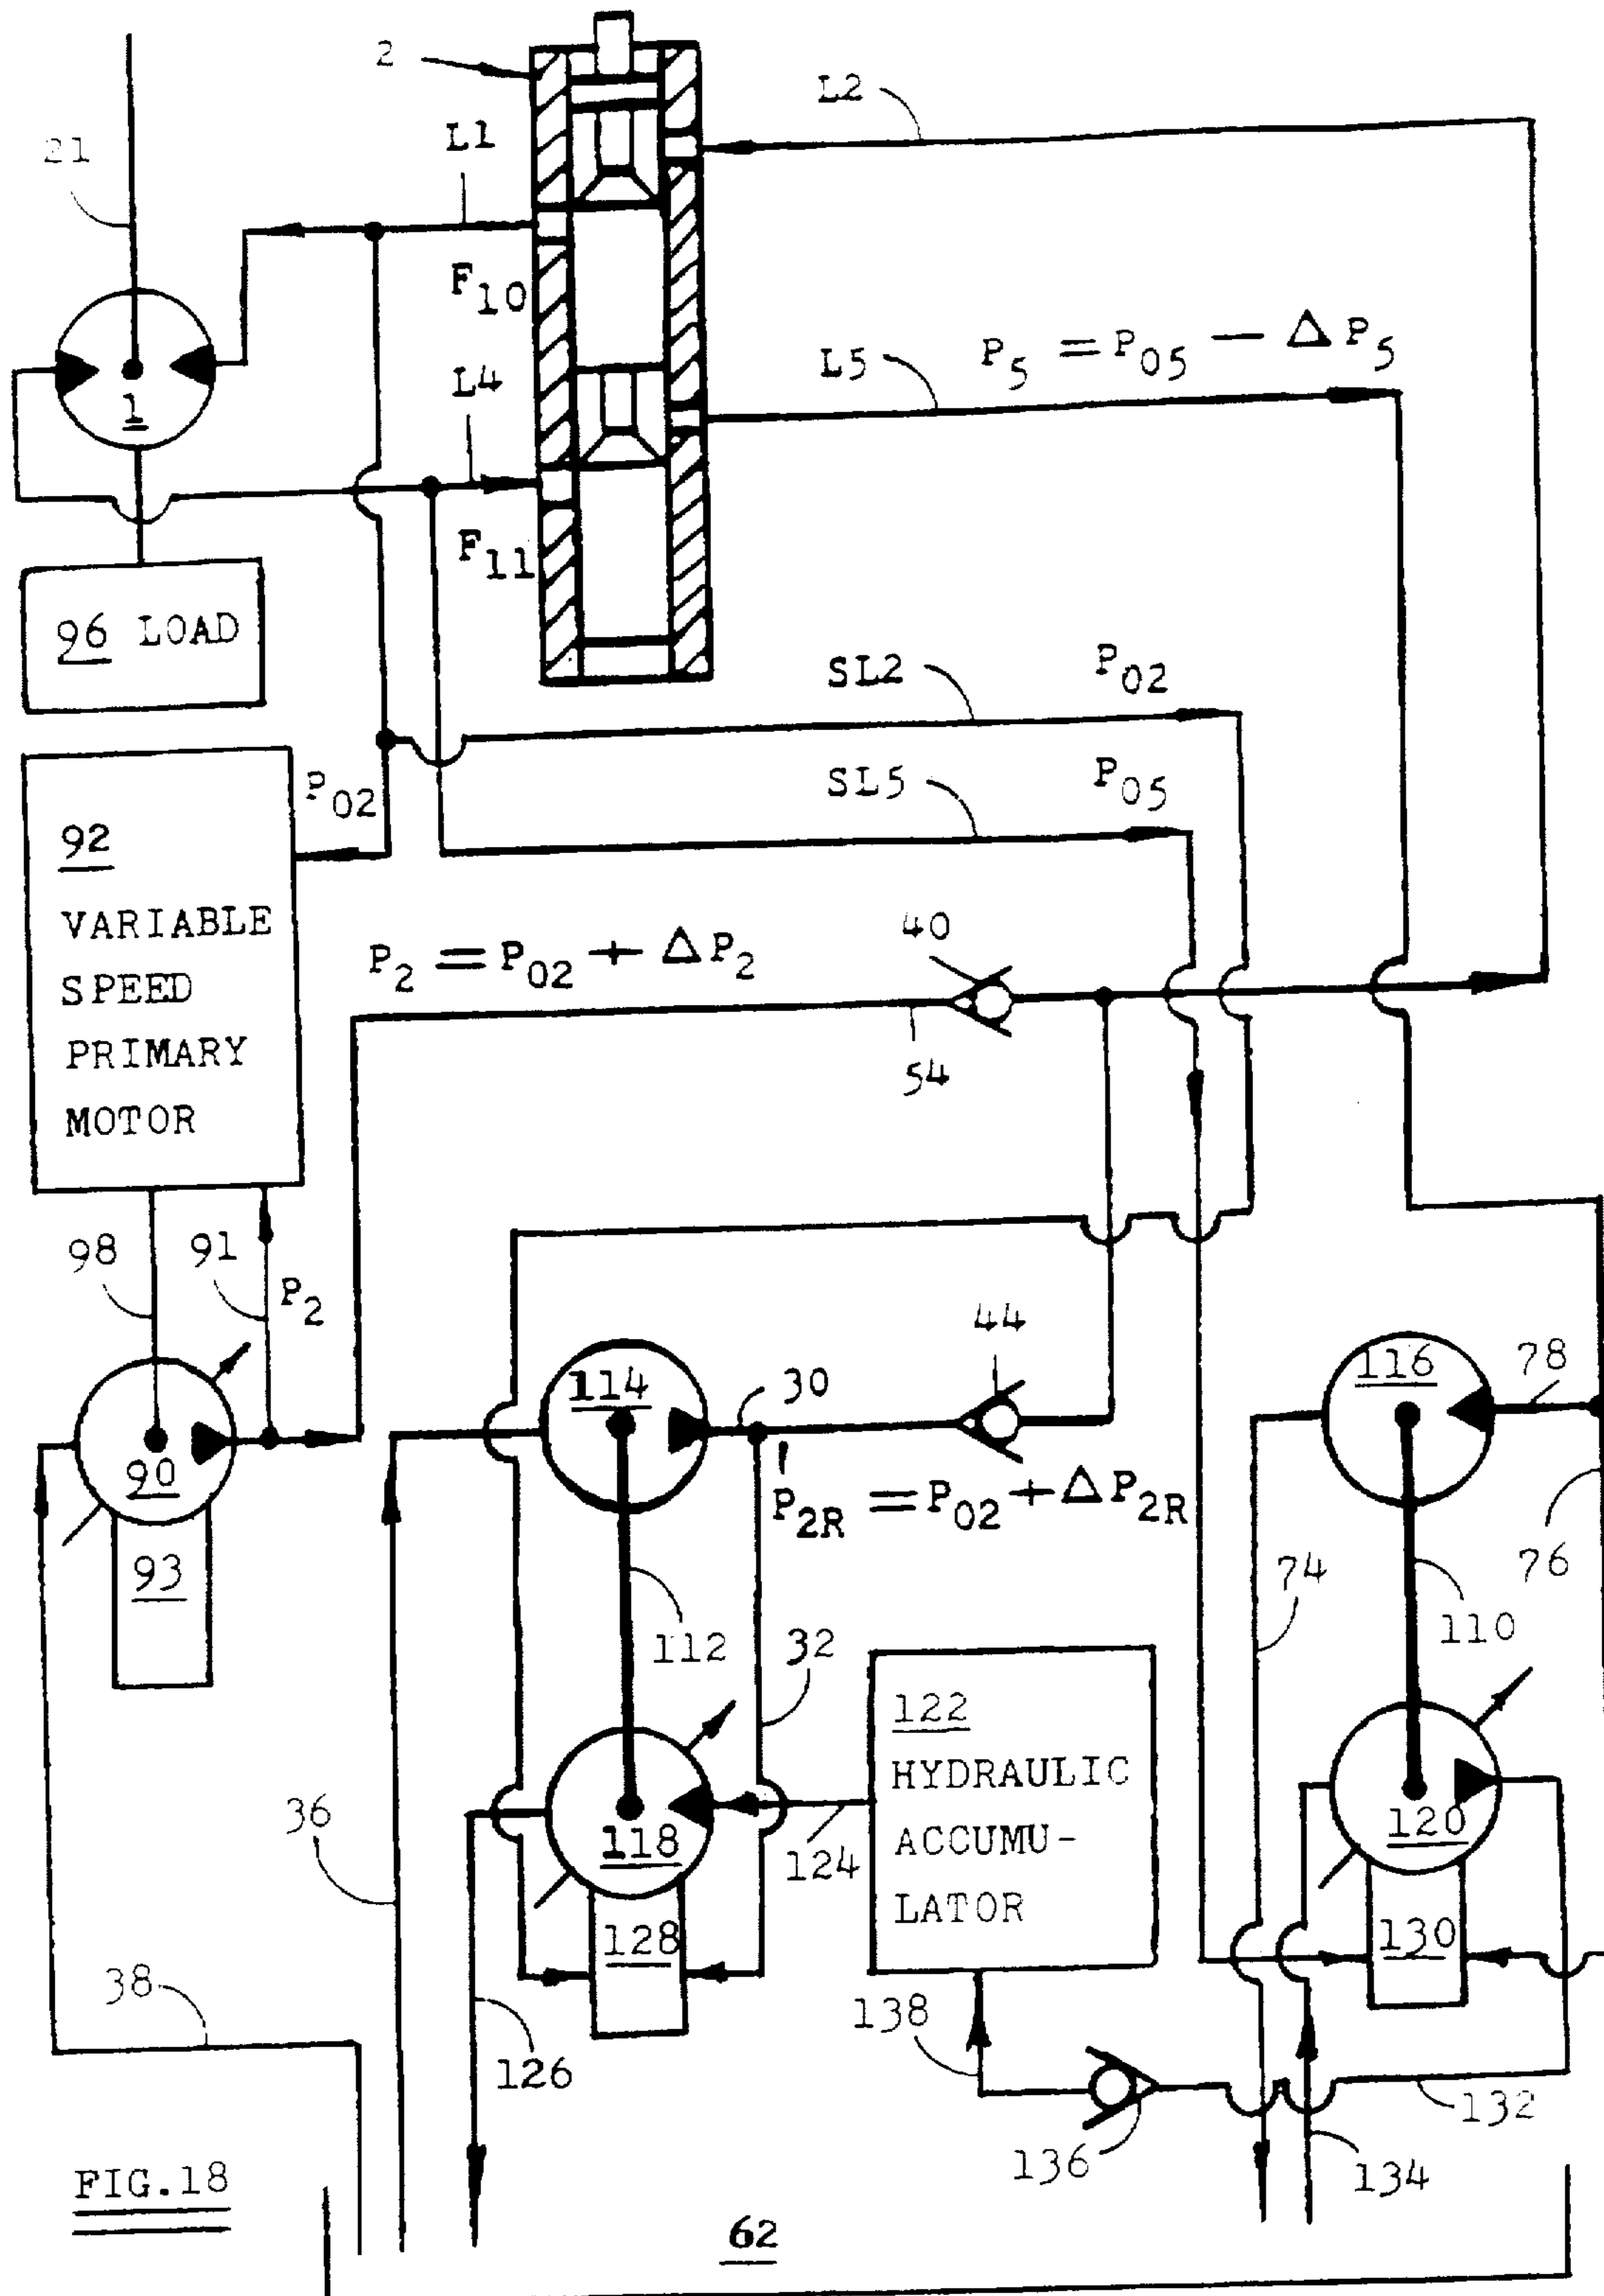 2
L2
21
L1
F10
L5
P5 = P05 − ΔP5
1
L4
F11
96 LOAD
SL2
P02
P02
SL5
P05
92
VARIABLE
SPEED
PRIMARY
MOTOR
P2 = P02 + ΔP2
40
54
98
91
P2
44
114
30
116
78
90
P'2R = P02 + ΔP2R
93
74
76
112
32
110
122
HYDRAULIC
ACCUMU-
LATOR
36
118
124
120
128
130
38
138
126
132
136
134
FIG.18
62